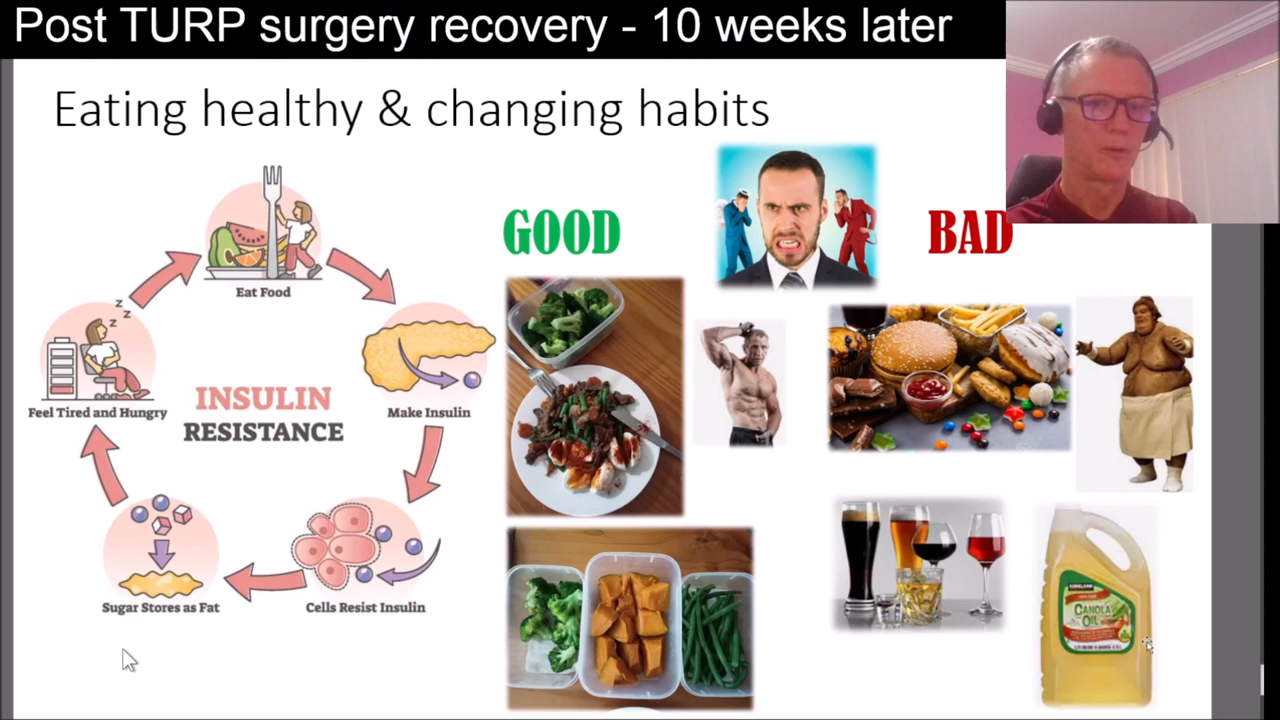 Post TURP surgery recovery - 10 weeks later
Eating healthy & changing habits
GOOD
BAD
Eat Food
z
z
z
Feel Tired and Hungry
INSULIN
RESISTANCE
Make Insulin
Sugar Stores as Fat
Cells Resist Insulin
KIRKLAND
CANOLA
OIL